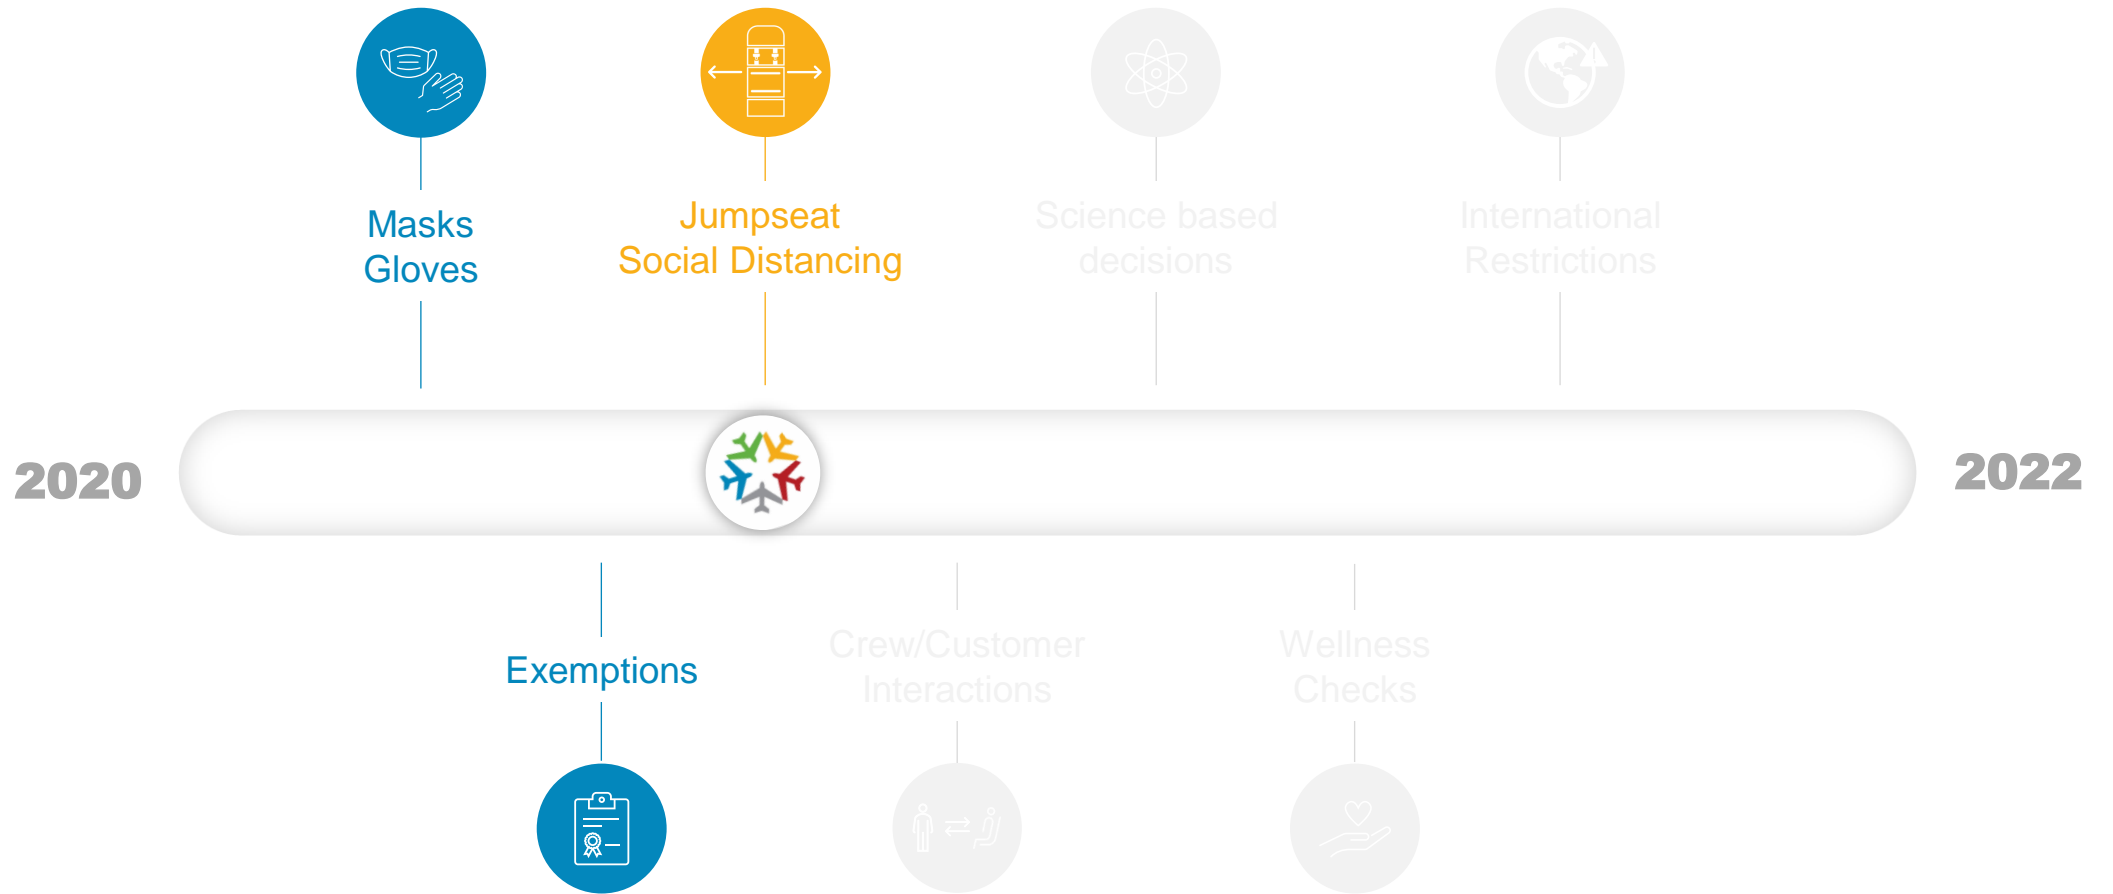 Masks
Gloves
Jumpseat
Social Distancing
Science based
decisions
International
Restrictions
2020
2022
Exemptions
Crew/Customer
Interactions
Wellness
Checks